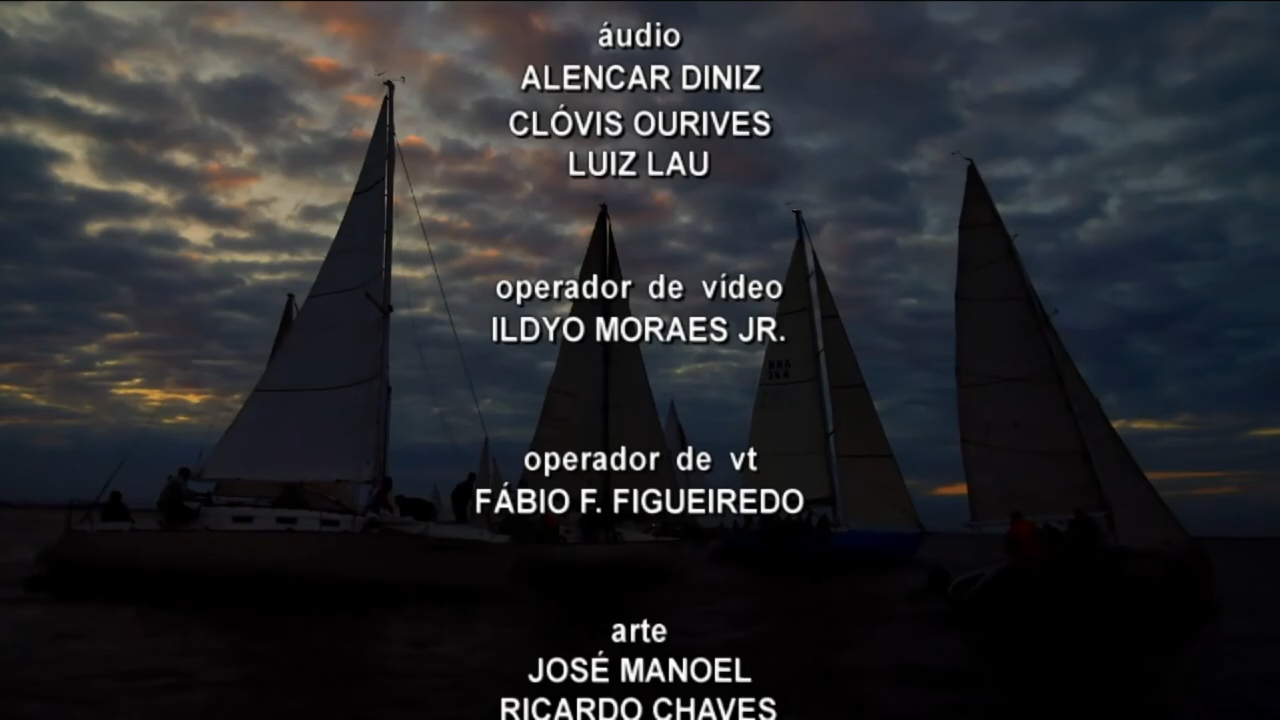 áudio
ALENCAR DINIZ
CLÓVIS OURIVES
LUIZ LAU
operador de vídeo
ILDYO MORAES JR.
operador de vt
FÁBIO F. FIGUEIREDO
arte
JOSÉ MANOEL
RICARDO CHAVES